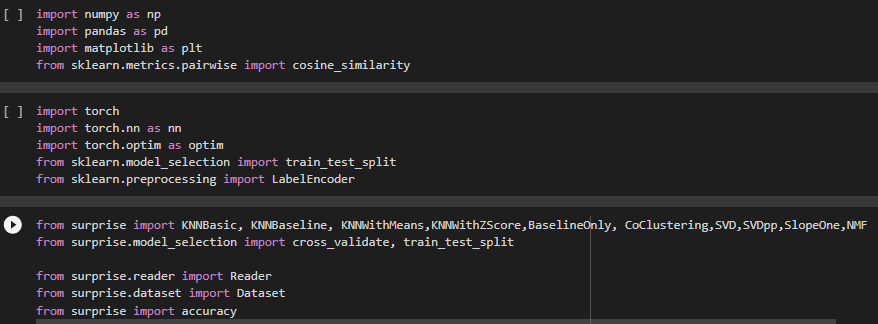 [ ] import numpy as np
import pandas as pd
import matplotlib as plt
from sklearn.metrics.pairwise import cosine_similarity
[ ] import torch
import torch.nn as nn
import torch.optim as optim
from sklearn.model_selection import train_test_split
from sklearn.preprocessing import LabelEncoder
from surprise import KNNBasic, KNNBaseline, KNNWithMeans,KNNWithZScore,BaselineOnly, CoClustering,SVD,SVDpp,SlopeOne,NMF
from surprise.model_selection import cross_validate, train_test_split
from surprise.reader import Reader
from surprise.dataset import Dataset
from surprise import accuracy